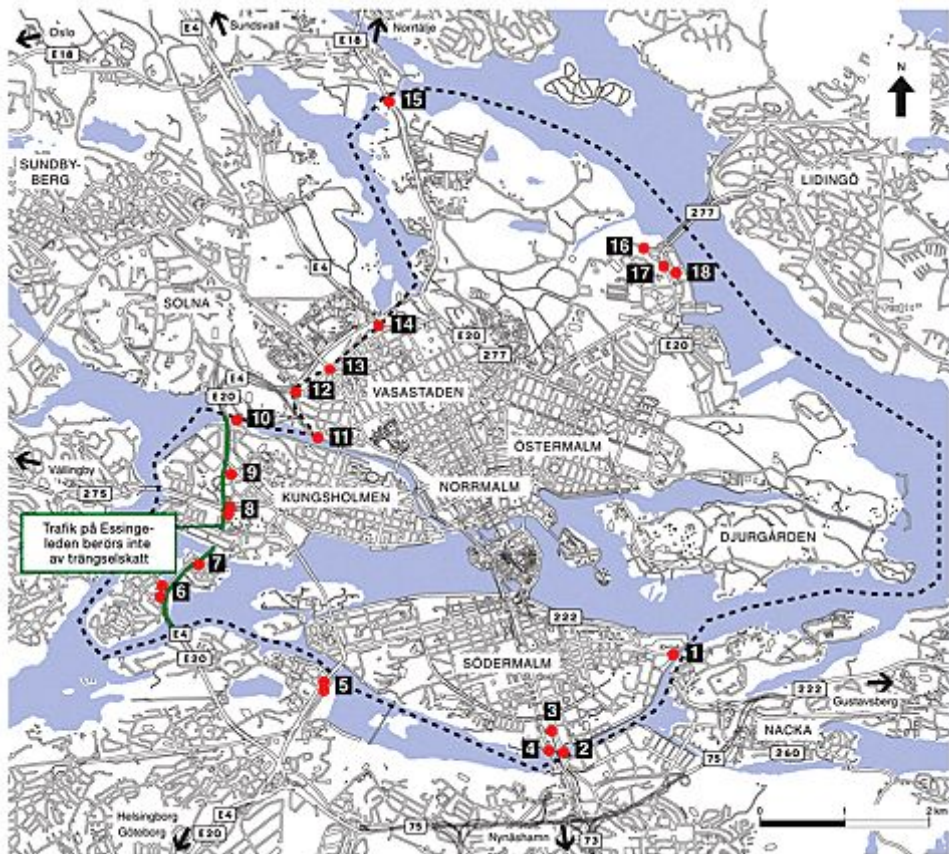 Oslo
E18
E4
Sundsvall
E18
Norrtälje
N
15
SUNDBY-
BERG
LIDINGÖ
277
16
17
18
E4
SOLNA
14
E20
277
E20
13
E4
12
VASASTADEN
E20
10
11
ÖSTERMALM
Vällingby
9
275
KUNGSHOLMEN
NORRMALM
8
Trafik på Essinge-
leden berörs inte
av trängselskatt
DJURGÅRDEN
7
6
222
E4
E20
SÖDERMALM
1
5
222
Gustavsberg
3
NACKA
4
2
75
260
Helsingborg
Göteborg
E4
E20
75
Nynäshamn
73
0
1
2 km